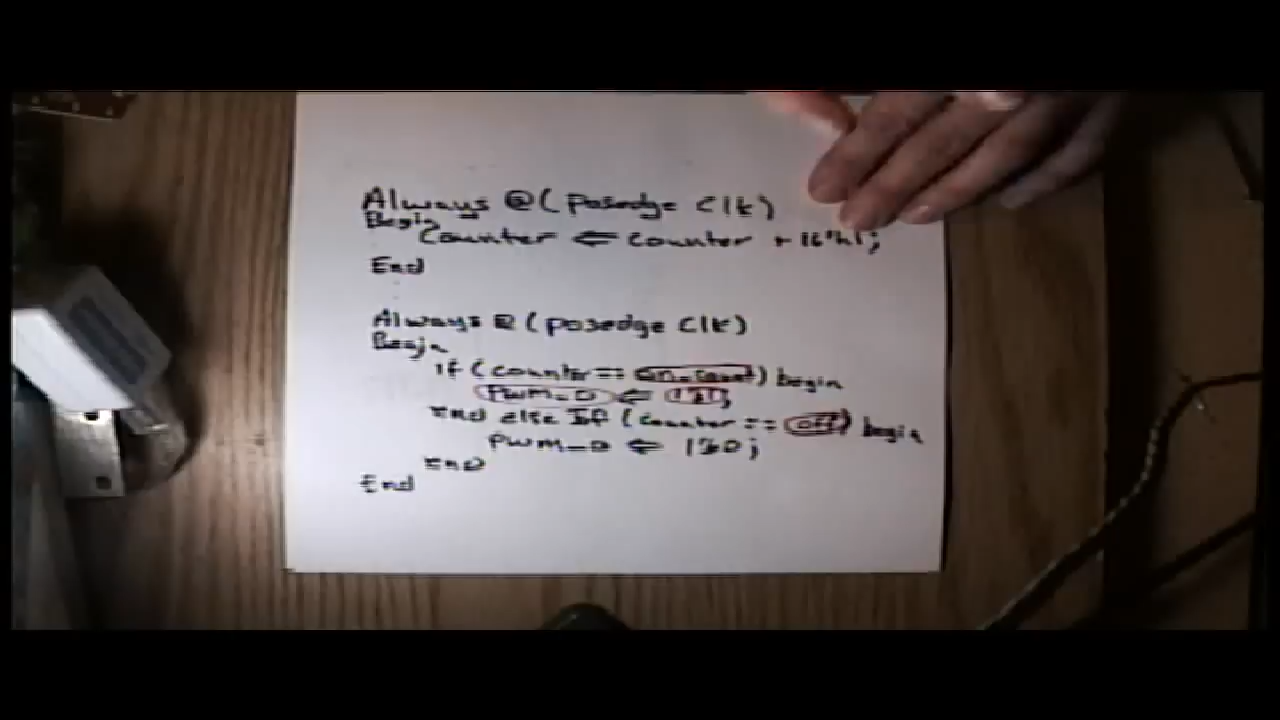 Always @(posedge Clk)
Begin
Counter <= counter + 16'h1;
End
Always @(posedge Clk)
Begin
if (counter == on_count) begin
PWM_O <= 1'b1;
end else If (counter == off) begin
PWM_O <= 1'b0;
end
End